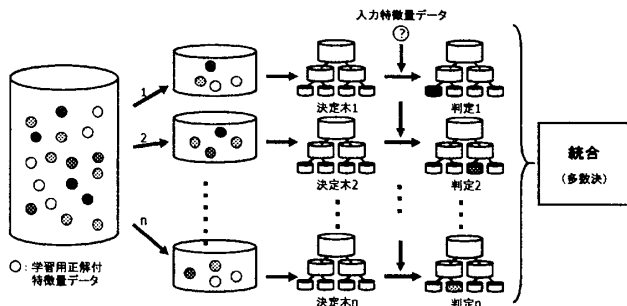 入力特徴量データ
?
1
決定木1
判定1
2
決定木2
判定2
統合
(多数決)
n
○:学習用正解付
特徴量データ
決定木n
判定n